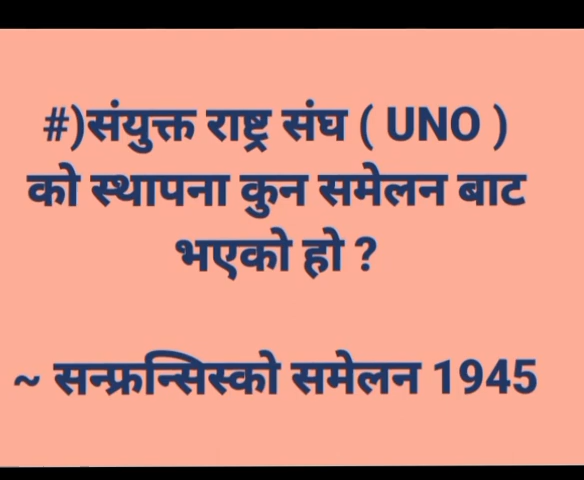 #)संयुक्त राष्ट्र संघ ( UNO )
को स्थापना कुन समेलन बाट
भएको हो ?
~ सन्फ्रन्सिस्को समेलन 1945